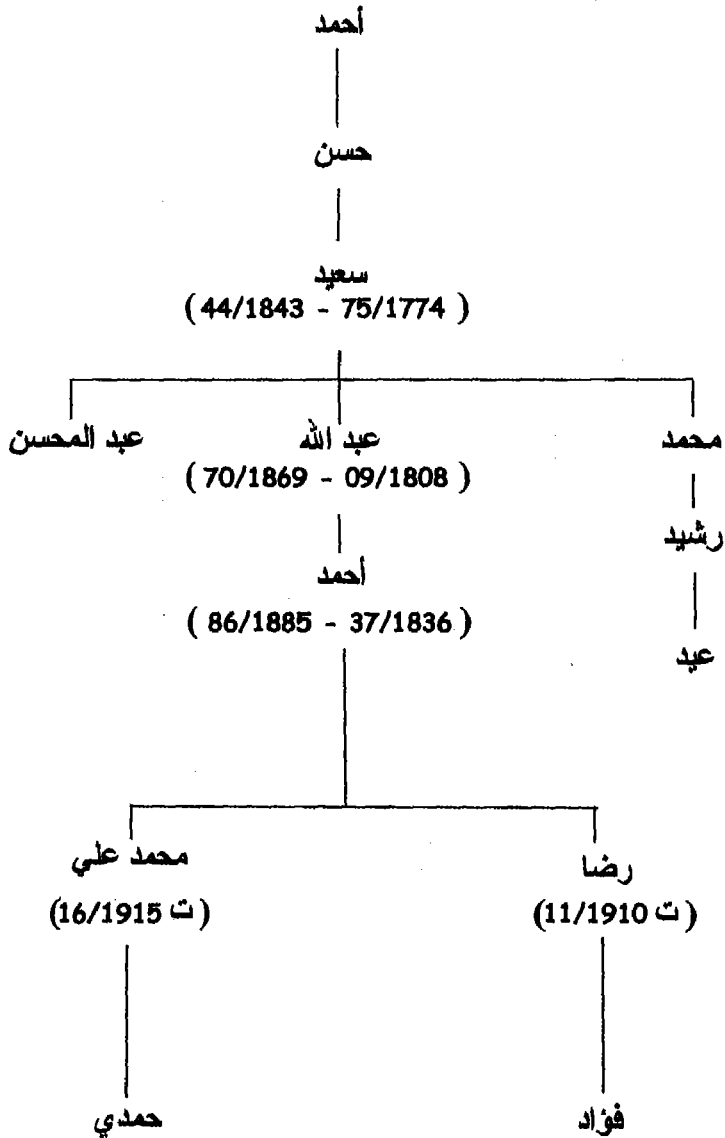 أحمد
حسن
سعيد
( 75/1774 - 44/1843 )
محمد
عبد الله
عبد المحسن
( 09/1808 - 70/1869 )
رشيد
أحمد
( 37/1836 - 86/1885 )
عيد
رضا
محمد علي
(ت 11/1910)
(ت 16/1915)
فؤاد
حمدي